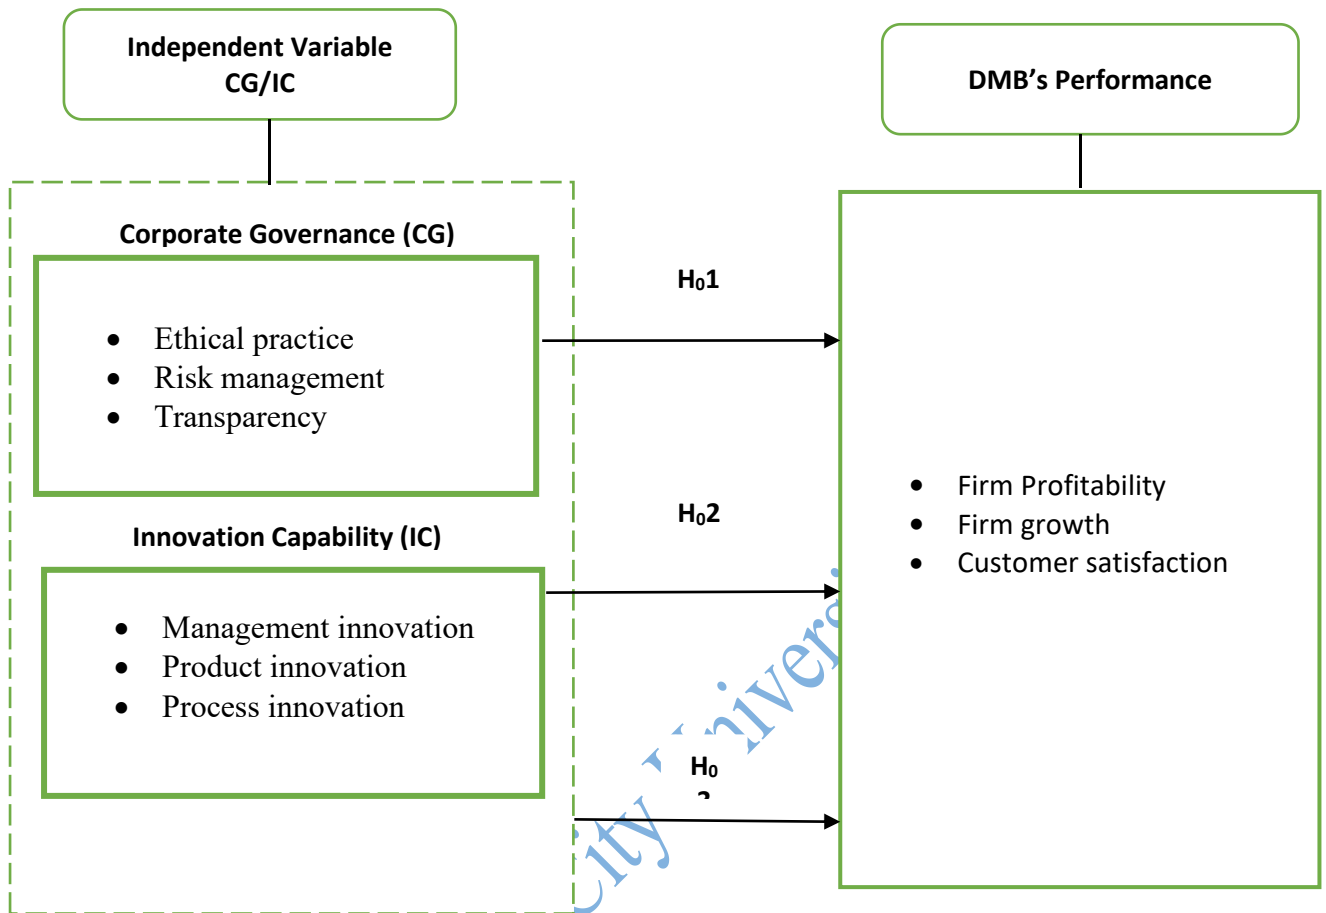 Independent Variable
CG/IC
DMB's Performance
Corporate Governance (CG)
• Ethical practice
• Risk management
• Transparency
H₀1
Innovation Capability (IC)
• Management innovation
• Product innovation
• Process innovation
H₀2
H₀
• Firm Profitability
• Firm growth
• Customer satisfaction
City